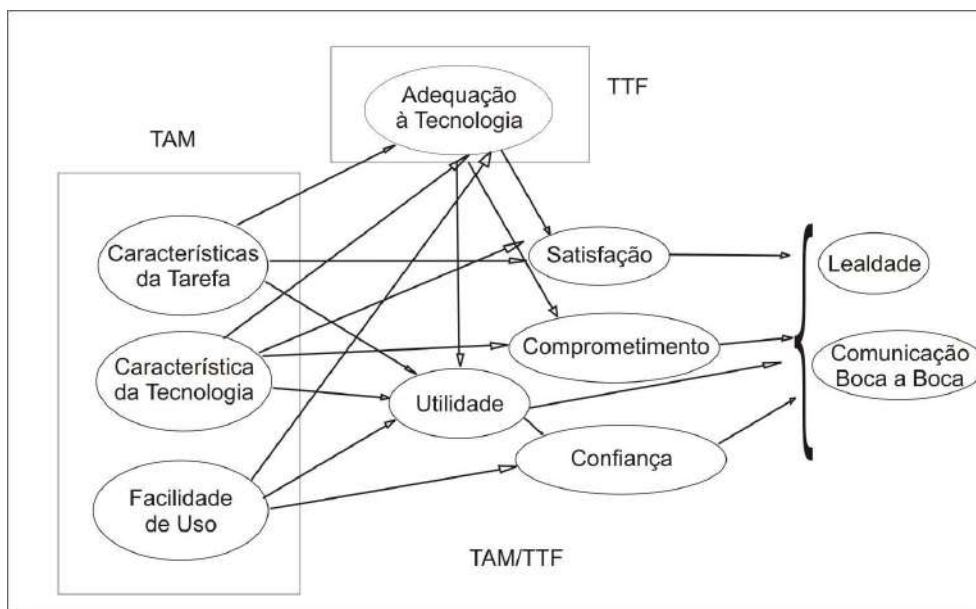 Adequação
à Tecnologia
TTF
TAM
Características
da Tarefa
Satisfação
Lealdade
Característica
da Tecnologia
Comprometimento
Comunicação
Boca a Boca
Utilidade
Confiança
Facilidade
de Uso
TAM/TTF